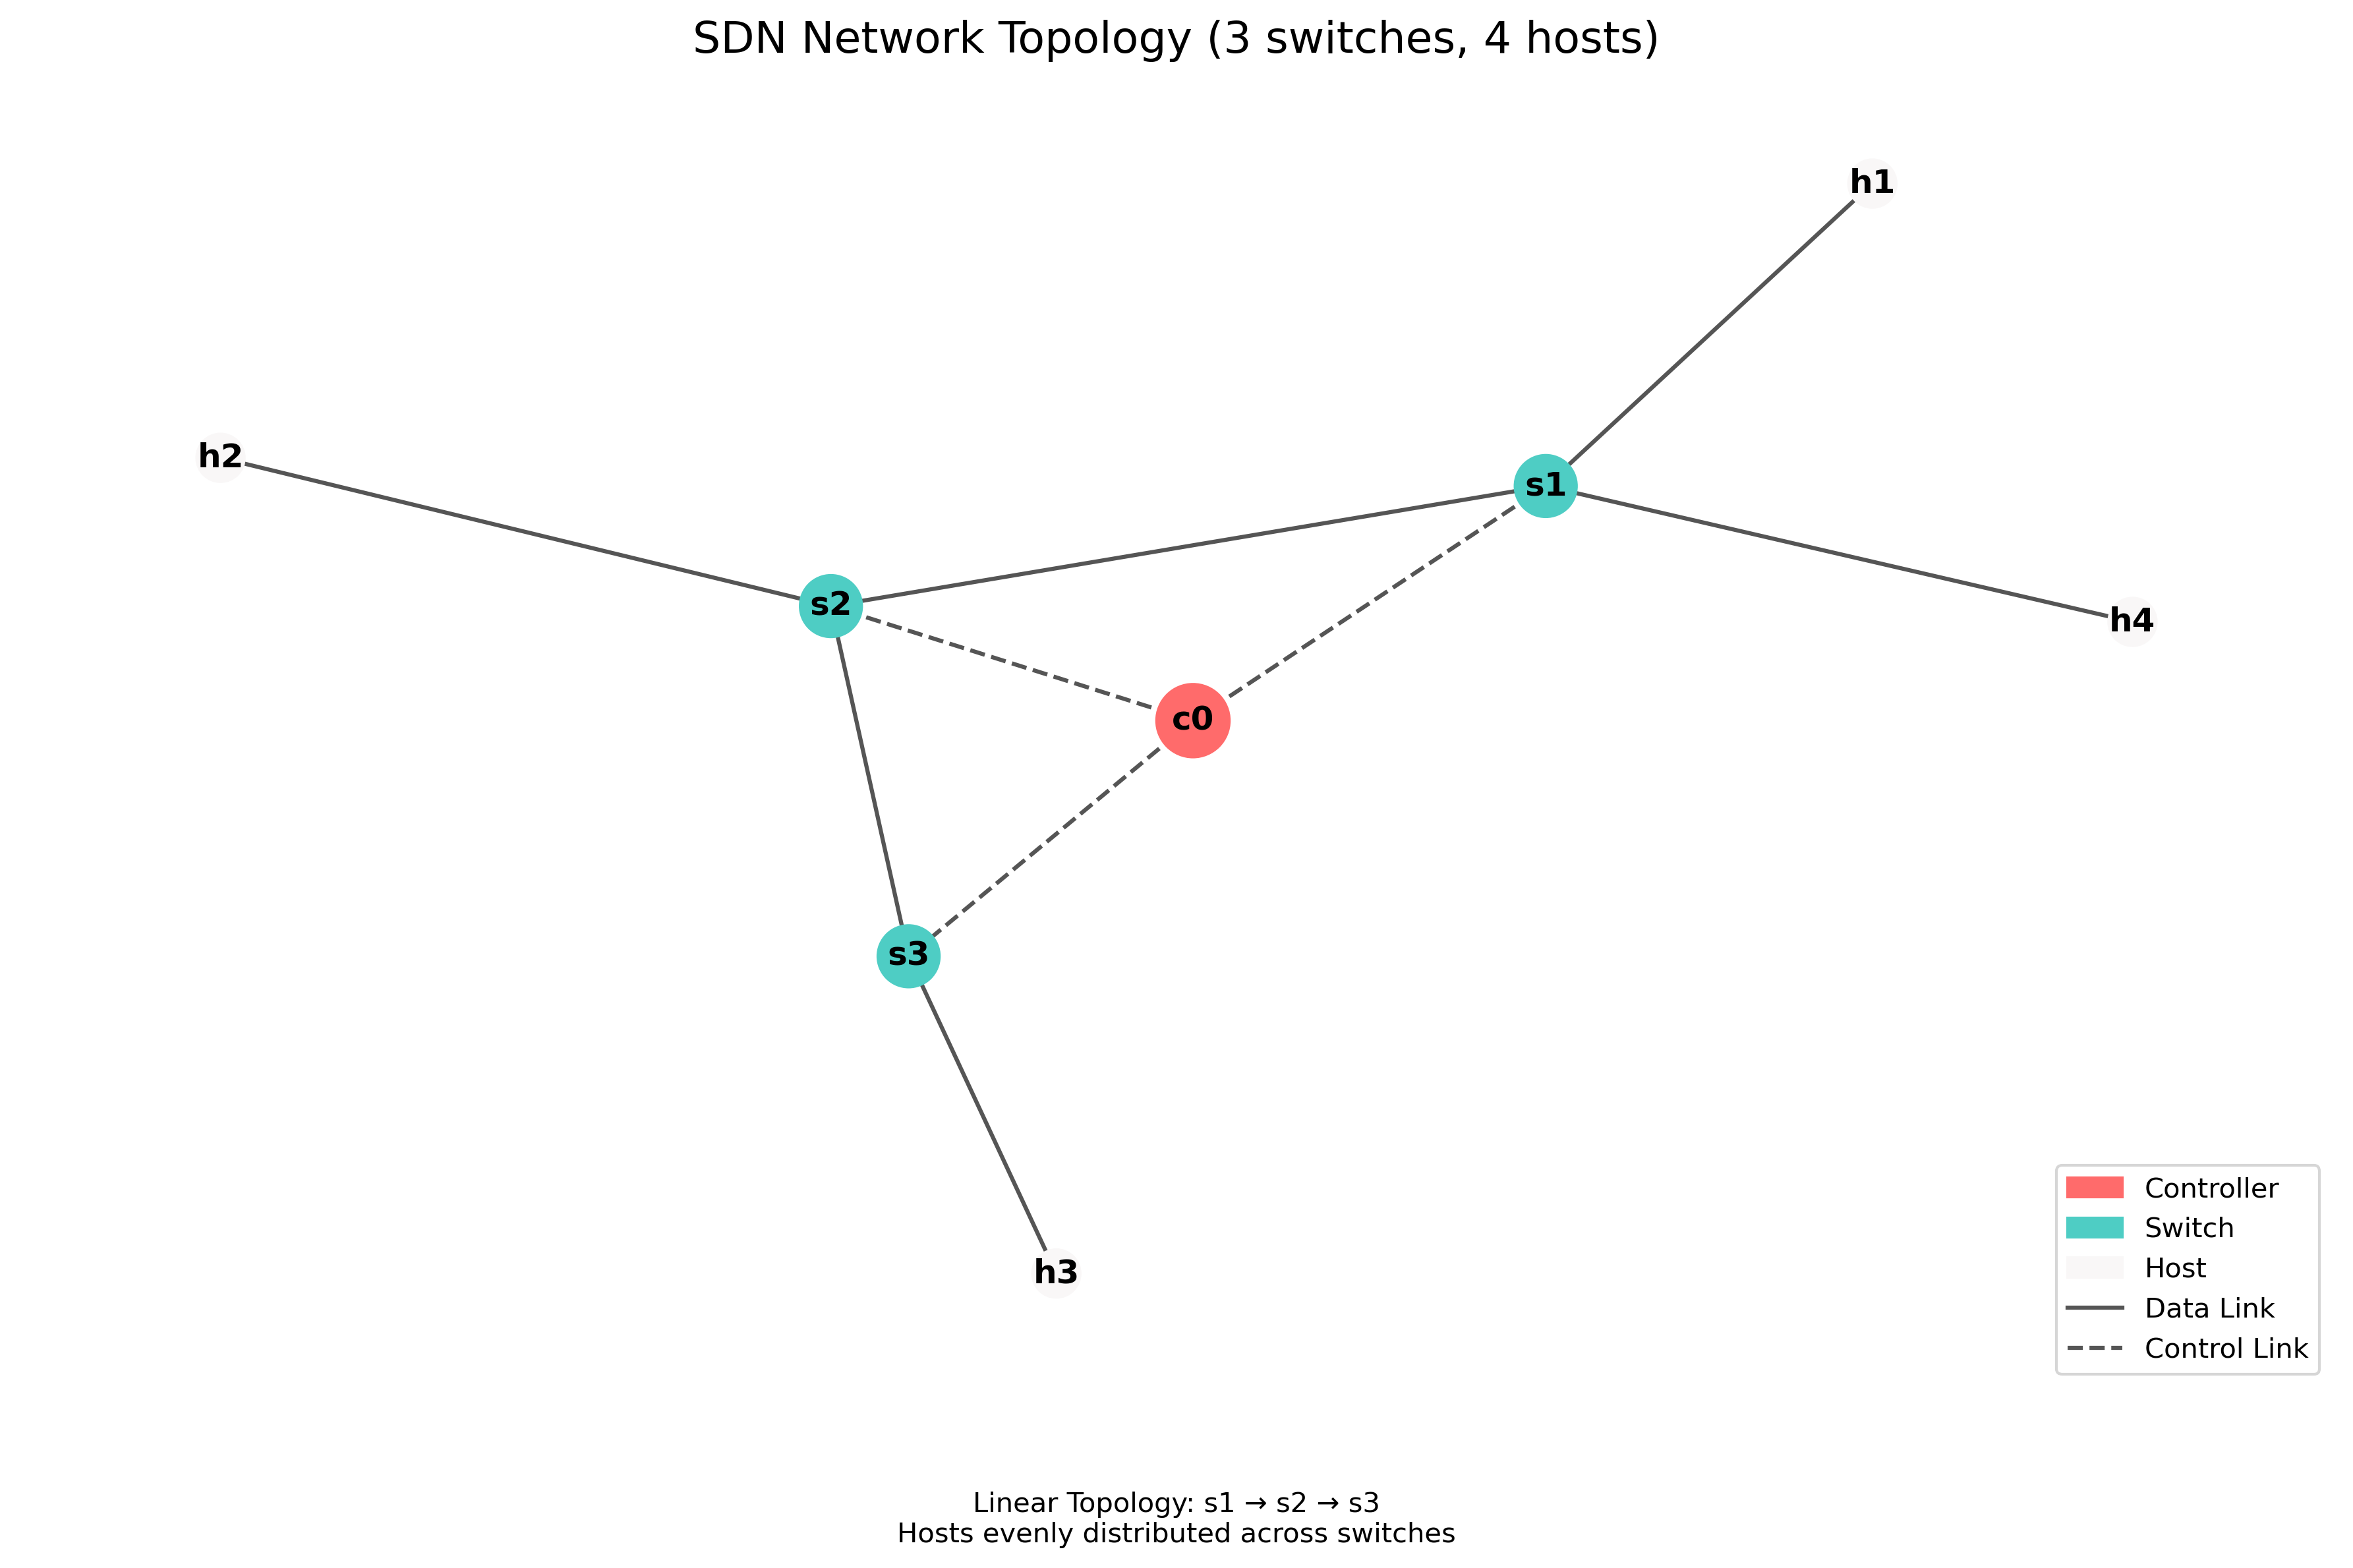 SDN Network Topology (3 switches, 4 hosts)
h1
h2
s1
s2
h4
c0
s3
h3
Controller
Switch
Host
Data Link
Control Link
Linear Topology: s1 → s2 → s3
Hosts evenly distributed across switches